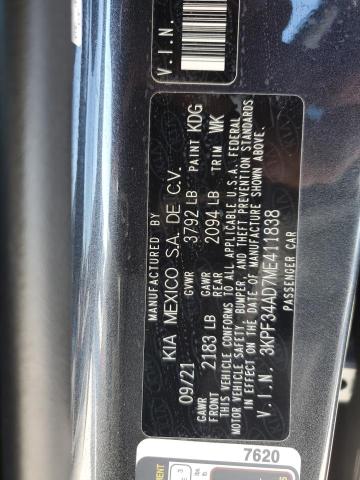 V.I.N.
MANUFACTURED BY
KIA MEXICO S.A. DE C.V.
09/21 3792 LB PAINT KDG
GAWR FRONT 2183 LB GAWR REAR 2094 LB TRIM WK
THIS VEHICLE CONFORMS TO ALL APPLICABLE U.S.A. FEDERAL
MOTOR VEHICLE SAFETY, BUMPER, AND THEFT PREVENTION STANDARDS
IN EFFECT ON THE DATE OF MANUFACTURE SHOWN ABOVE.
V.I.N. 3KPF34AD7ME411838
PASSENGER CAR
7620